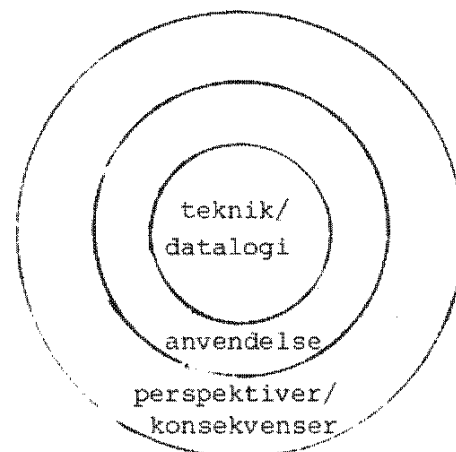 teknik/
datalogi
anvendelse
perspektiver/
konsekvenser